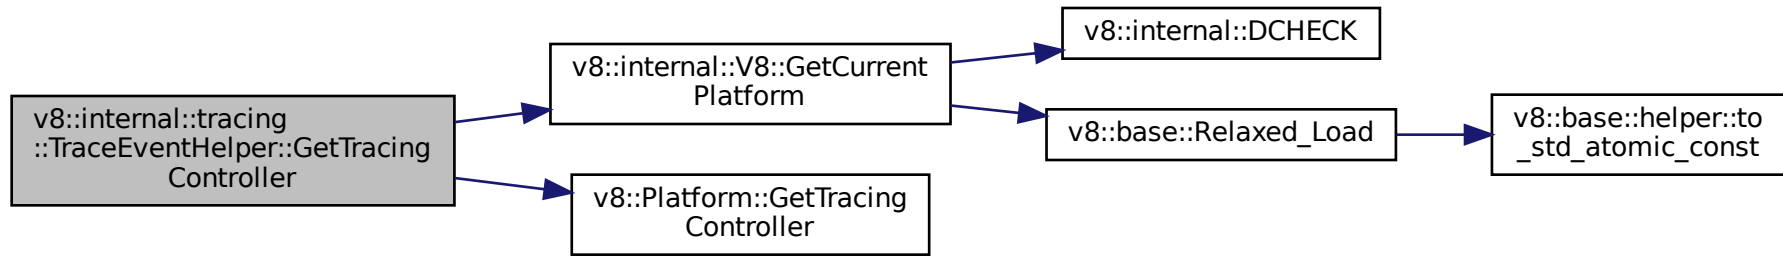 v8::internal::tracing
::TraceEventHelper::GetTracing
Controller
v8::internal::V8::GetCurrent
Platform
v8::Platform::GetTracing
Controller
v8::internal::DCHECK
v8::base::Relaxed_Load
v8::base::helper::to
_std_atomic_const